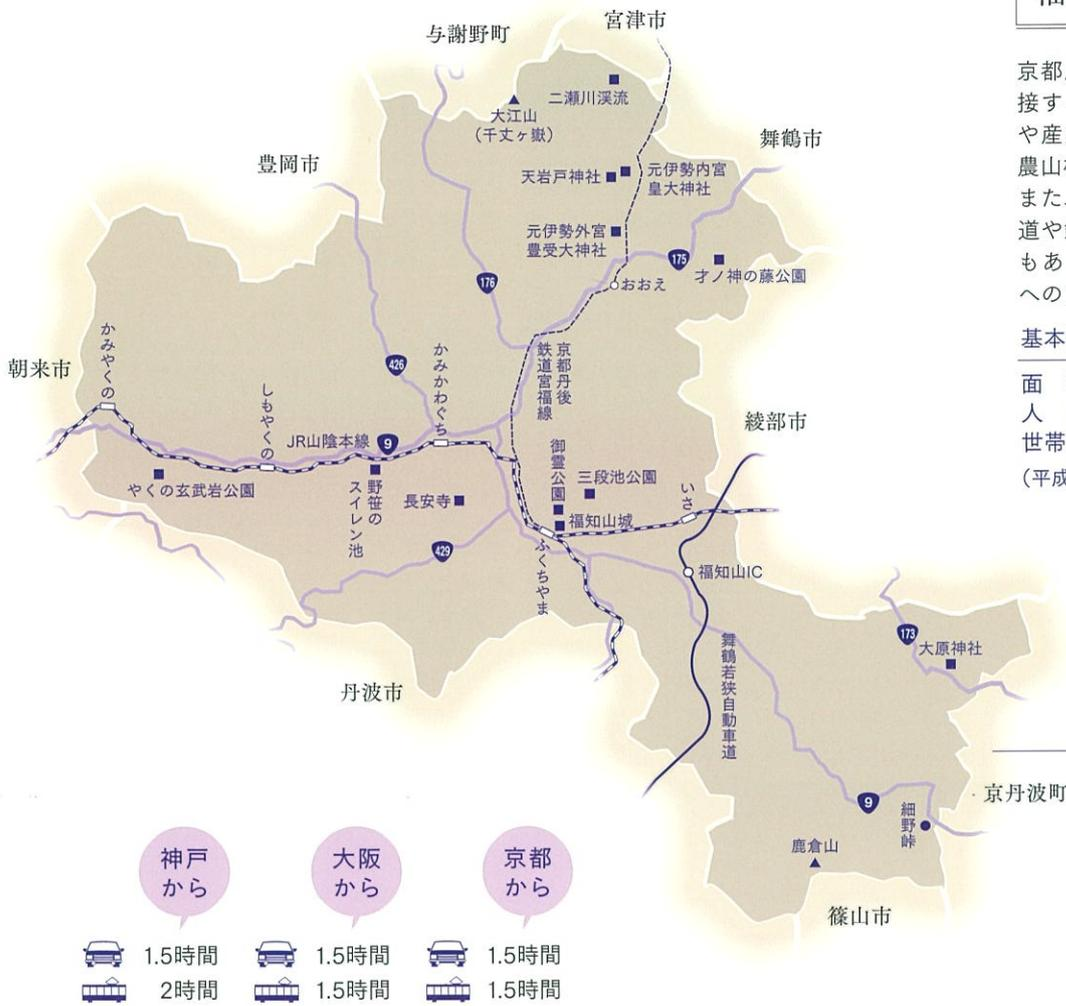 宮津市
与謝野町
二瀬川渓流
大江山
(千丈ヶ嶽)
舞鶴市
豊岡市
天岩戸神社
元伊勢内宮
皇大神社
元伊勢外宮
豊受大神社
175
才ノ神の藤公園
176
おおえ
かみやくの
朝来市
426
かみかわぐち
京都丹後
鉄道宮福線
しもやくの
JR山陰本線
9
綾部市
御霊公園
三段池公園
いさ
やくの玄武岩公園
野笹の
スイレン池
長安寺
福知山城
429
ふくちやま
福知山IC
173
大原神社
舞鶴若狭自動車道
丹波市
9
京丹波町
細野峠
鹿倉山
篠山市
神戸
から
大阪
から
京都
から
1.5時間
1.5時間
1.5時間
2時間
1.5時間
1.5時間
京都
接す
や産
農山
また
道や
もあ
への
基本
面
人
世帯
(平成